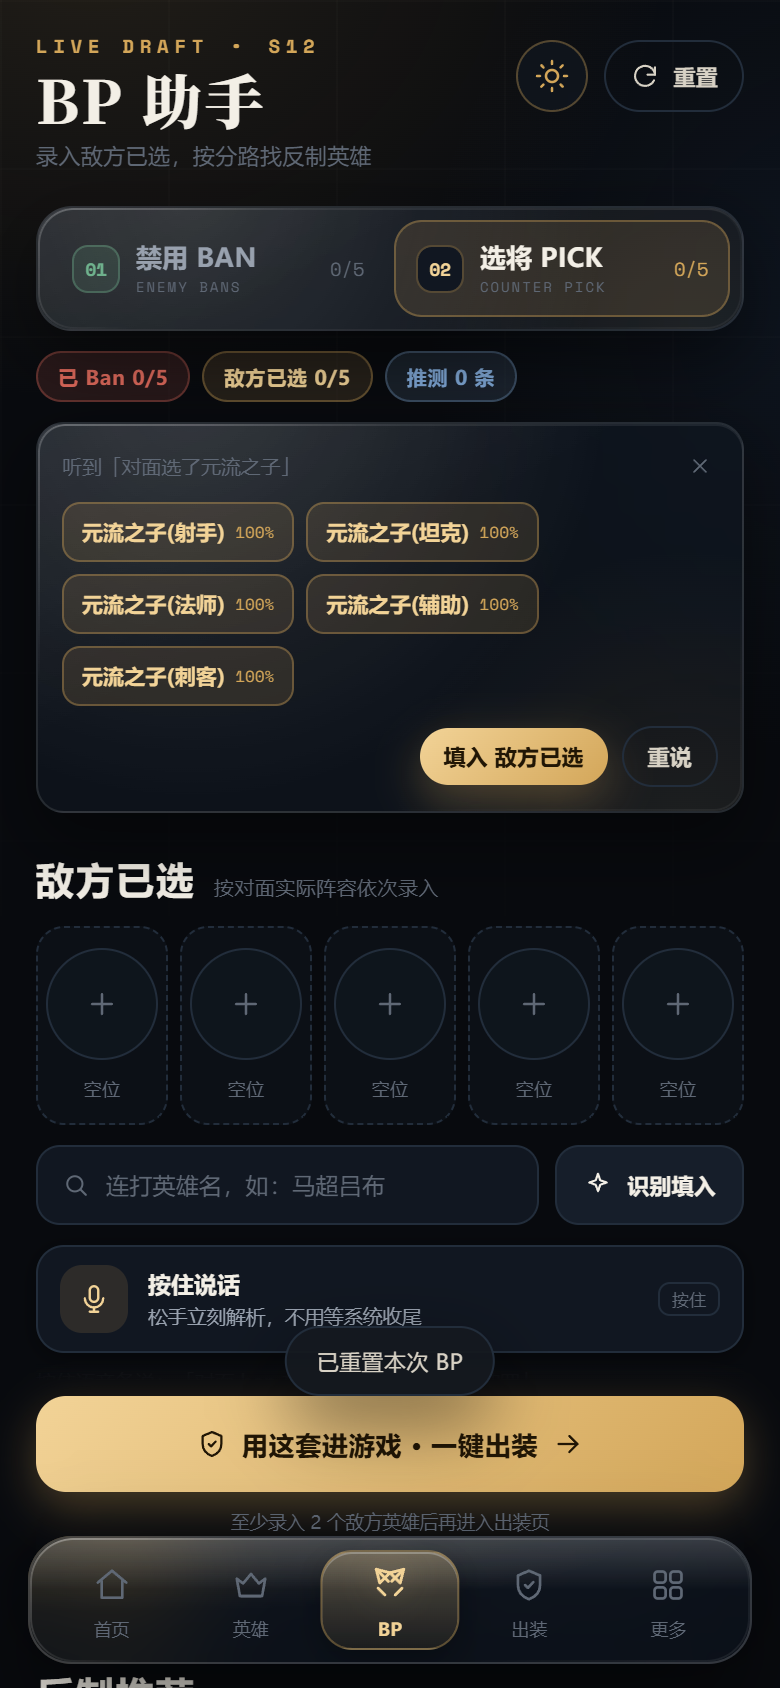 LIVE DRAFT • S12
BP 助手
重置
录入敌方已选，按分路找反制英雄
01 禁用 BAN 0/5
ENEMY BANS
02 选将 PICK 0/5
COUNTER PICK
已 Ban 0/5
敌方已选 0/5
推测 0 条
听到「对面选了元流之子」
元流之子(射手) 100%
元流之子(坦克) 100%
元流之子(法师) 100%
元流之子(辅助) 100%
元流之子(刺客) 100%
填入 敌方已选
重说
敌方已选 按对面实际阵容依次录入
空位 空位 空位 空位 空位
连打英雄名，如：马超吕布
识别填入
按住说话
松手立刻解析，不用等系统收尾
按住
已重置本次 BP
用这套进游戏 • 一键出装
至少录入 2 个敌方英雄后再进入出装页
首页 英雄 BP 出装 更多
反制推荐